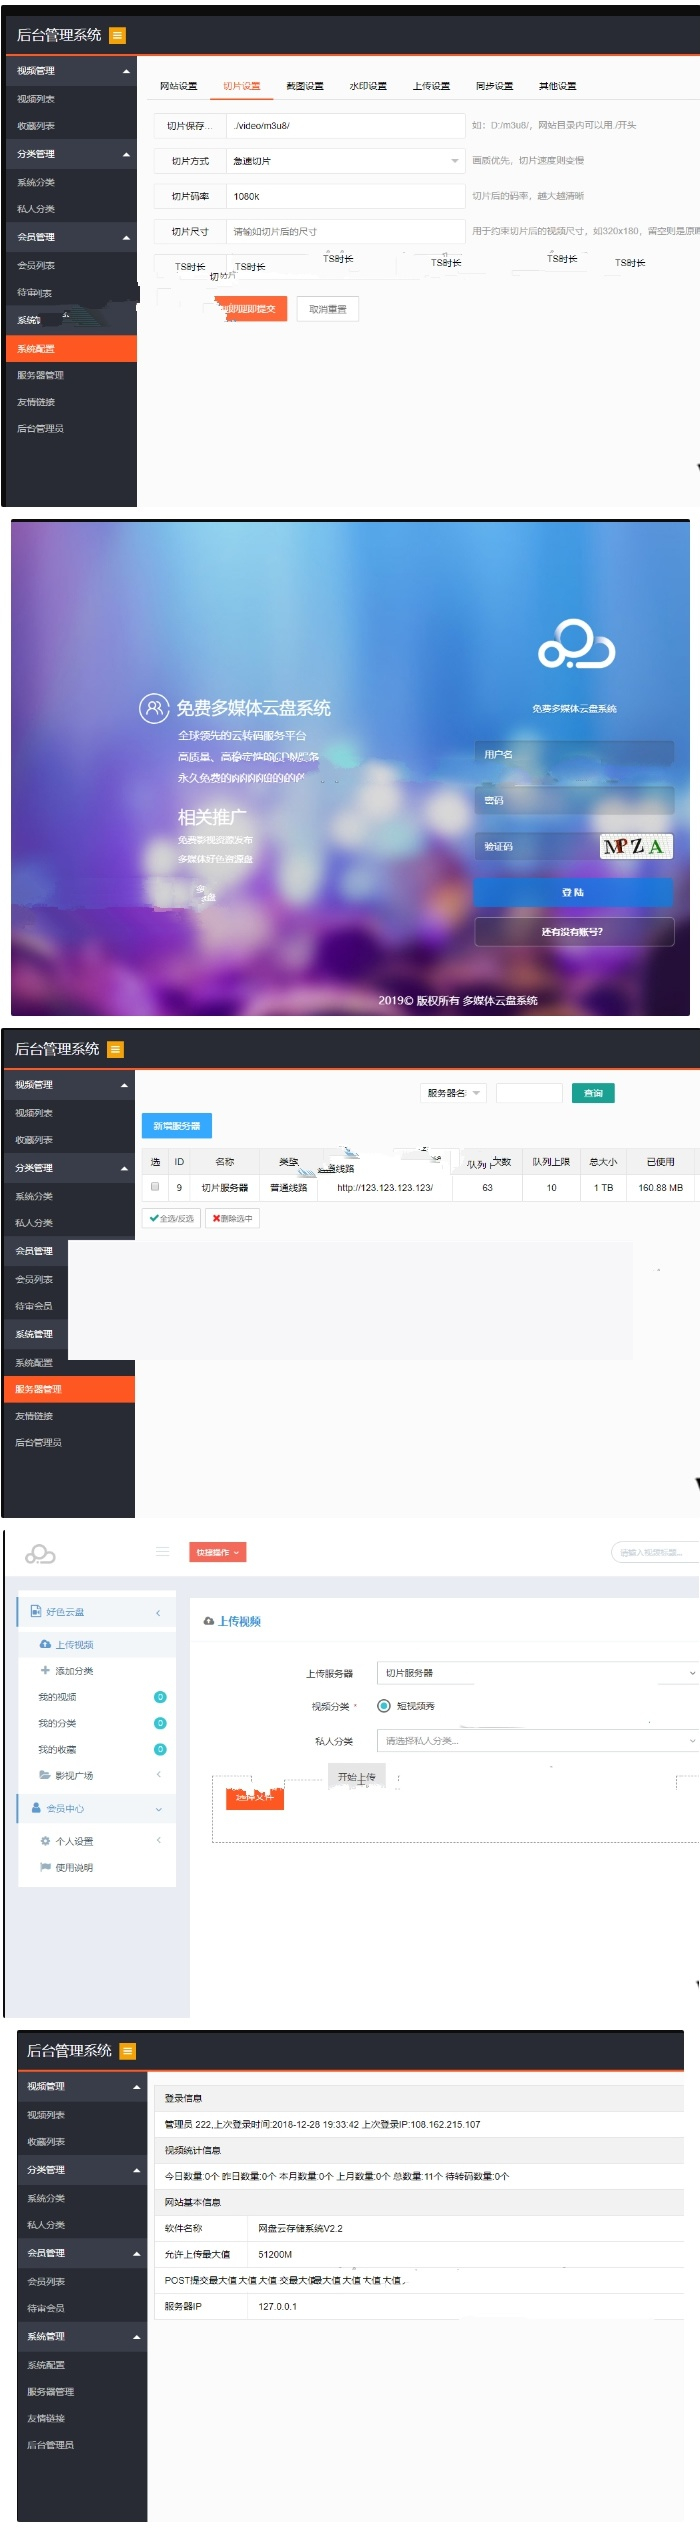 后台管理系统
视频管理
视频列表
收藏列表
分类管理
系统分类
私人分类
会员管理
会员列表
系统配置
服务器管理
友情链接
后台管理员
网站设置 切片设置 截图设置 水印设置 上传设置 同步设置 其他设置
切片保存... ./video/m3u8/ 如：D:/m3u8/，网站目录内可以用./开头
切片方式 急速切片 画质优先，切片速度则变慢
切片码率 1080k 切片后的码率，越大越清晰
切片尺寸 请输如切片后的尺寸 用于约束切片后的视频尺寸，如320x180，留空则是原
TS时长 TS时长 TS时长 TS时长 TS时长 TS时长
提交 取消重置
免费多媒体云盘系统
全球领先的云转码服务平台
高质量、高稳定性的CDN服务
永久免费的
相关推广
免费影视资源发布
多媒体好色资源盘
免费多媒体云盘系统
用户名
密码
验证码 MPZA
登陆
还有没有账号?
2019© 版权所有 多媒体云盘系统
后台管理系统
视频管理
视频列表
收藏列表
分类管理
系统分类
私人分类
会员管理
会员列表
待审会员
系统管理
系统配置
服务器管理
友情链接
后台管理员
服务器名 查询
新增服务器
选 ID 名称 类型 线路 队列 次数 队列上限 总大小 已使用
9 切片服务器 普通线路 http://123.123.123.123/ 63 10 1 TB 160.88 MB
全选/反选 删除选中
快捷操作
请输入视频标题...
好色云盘
上传视频
添加分类
我的视频 0
我的分类 0
我的收藏 0
影视广场
会员中心
个人设置
使用说明
上传视频
上传服务器 切片服务器
视频分类 * 短视频秀
私人分类 请选择私人分类...
开始上传
选择文件
后台管理系统
视频管理
视频列表
收藏列表
分类管理
系统分类
私人分类
会员管理
会员列表
待审会员
系统管理
系统配置
服务器管理
友情链接
后台管理员
登录信息
管理员 222,上次登录时间:2018-12-28 19:33:42 上次登录IP:108.162.215.107
视频统计信息
今日数量:0个 昨日数量:0个 本月数量:0个 上月数量:0个 总数量:11个 待转码数量:0个
网站基本信息
软件名称 网盘云存储系统V2.2
允许上传最大值 51200M
POST提交最大值 大值 大值 交最大值 最大值 大值 大值 大值
服务器IP 127.0.0.1